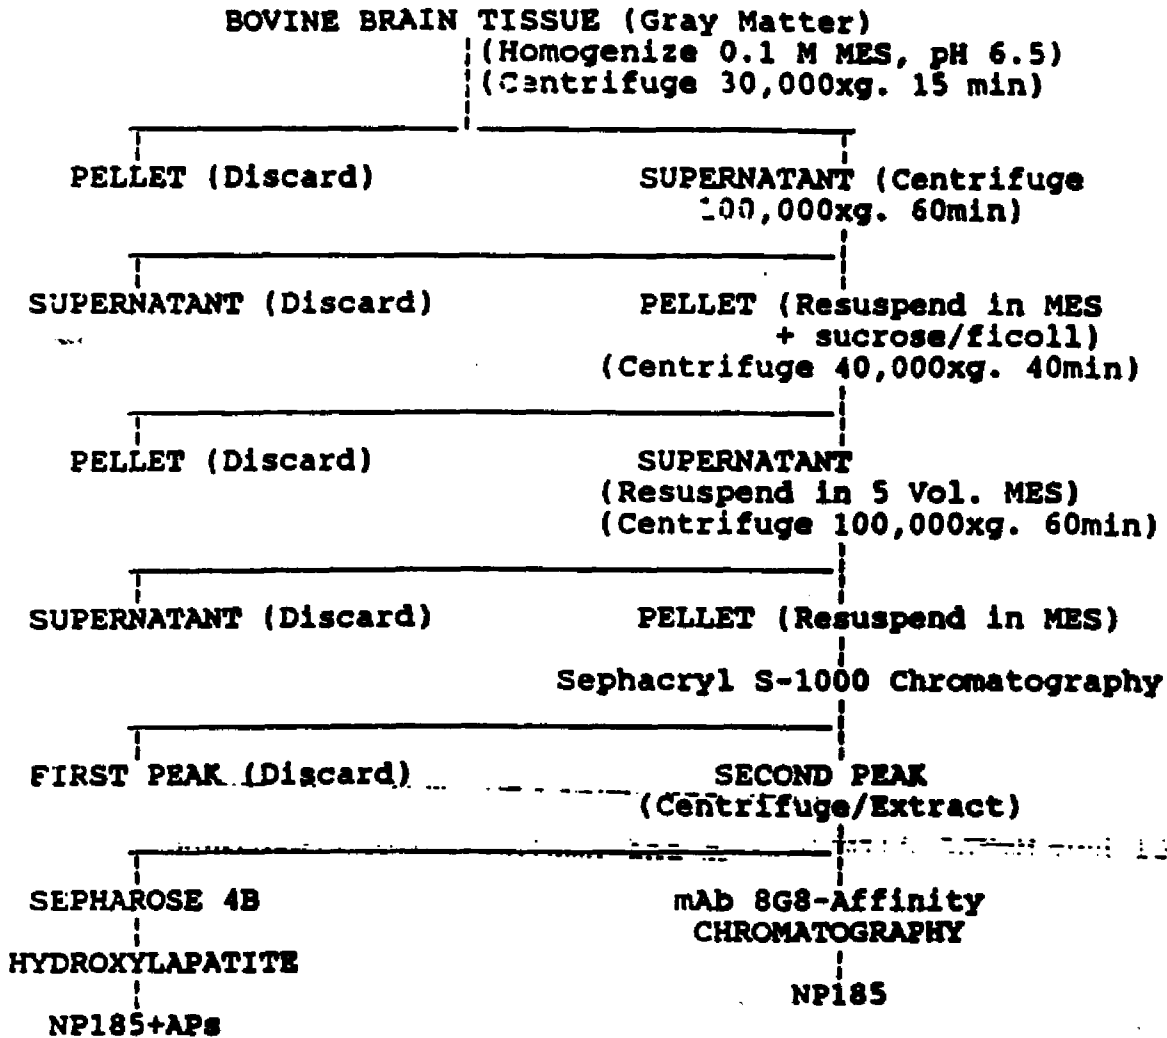 BOVINE BRAIN TISSUE (Gray Matter)
(Homogenize 0.1 M MES, pH 6.5)
(Centrifuge 30,000xg. 15 min)
PELLET (Discard)
SUPERNATANT (Centrifuge
100,000xg. 60min)
SUPERNATANT (Discard)
PELLET (Resuspend in MES
+ sucrose/ficoll)
(Centrifuge 40,000xg. 40min)
PELLET (Discard)
SUPERNATANT
(Resuspend in 5 Vol. MES)
(Centrifuge 100,000xg. 60min)
SUPERNATANT (Discard)
PELLET (Resuspend in MES)
Sephacryl S-1000 Chromatography
FIRST PEAK (Discard)
SECOND PEAK
(Centrifuge/Extract)
SEPHAROSE 4B
mAb 8G8-Affinity
CHROMATOGRAPHY
HYDROXYLAPATITE
NP185
NP185+APs